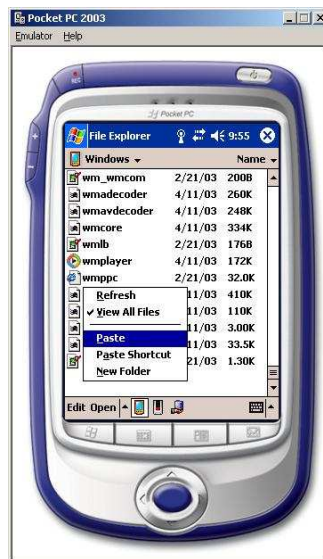 Pocket PC 2003
Emulator Help
REC
Pocket PC
File Explorer 9:55
Windows Name
wm_wmcom 2/21/03 200B
wmadecoder 4/11/03 260K
wmavdecoder 4/11/03 248K
wmcore 4/11/03 334K
wmlb 2/21/03 176B
wmplayer 4/11/03 172K
wmppc 2/21/03 32.0K
Refresh 11/03 410K
View All Files 11/03 110K
11/03 3.00K
Paste 11/03 33.5K
Paste Shortcut 21/03 1.30K
New Folder
Edit Open